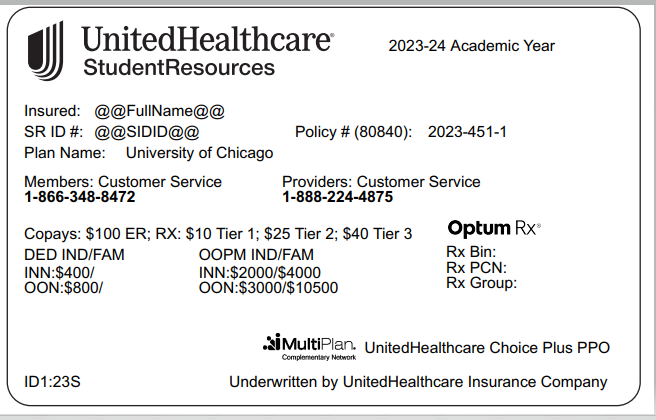 UnitedHealthcare®
StudentResources
2023-24 Academic Year
Insured: @@FullName@@
SR ID #: @@SIDID@@ Policy # (80840): 2023-451-1
Plan Name: University of Chicago
Members: Customer Service Providers: Customer Service
1-866-348-8472 1-888-224-4875
Copays: $100 ER; RX: $10 Tier 1; $25 Tier 2; $40 Tier 3
DED IND/FAM OOPM IND/FAM
INN:$400/ INN:$2000/$4000
OON:$800/ OON:$3000/$10500
Optum Rx®
Rx Bin:
Rx PCN:
Rx Group:
MultiPlan.
Complementary Network
UnitedHealthcare Choice Plus PPO
ID1:23S Underwritten by UnitedHealthcare Insurance Company